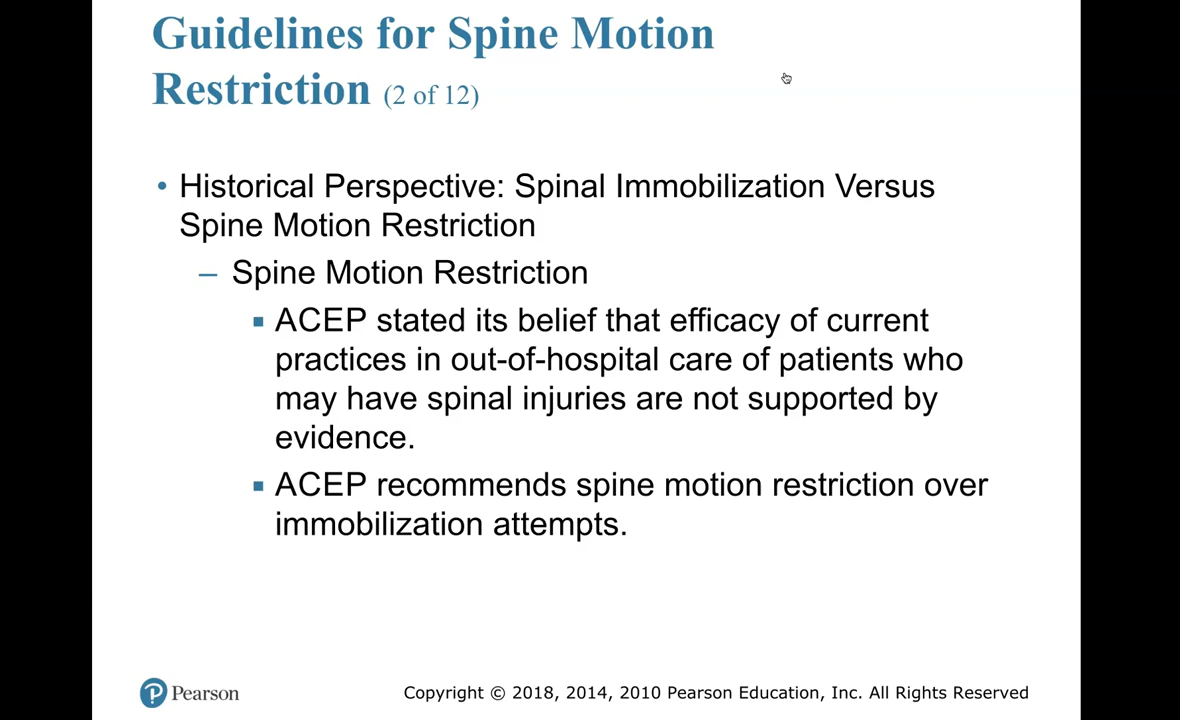 Guidelines for Spine Motion
Restriction (2 of 12)
• Historical Perspective: Spinal Immobilization Versus
Spine Motion Restriction
– Spine Motion Restriction
▪ ACEP stated its belief that efficacy of current
practices in out-of-hospital care of patients who
may have spinal injuries are not supported by
evidence.
▪ ACEP recommends spine motion restriction over
immobilization attempts.
P Pearson
Copyright © 2018, 2014, 2010 Pearson Education, Inc. All Rights Reserved